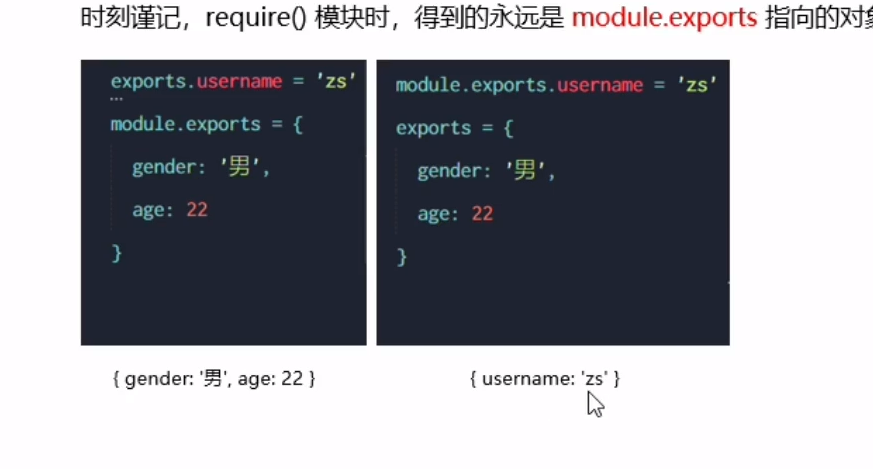 时刻谨记，require() 模块时，得到的永远是 module.exports 指向的对象
exports.username = 'zs'
module.exports = {
gender: '男',
age: 22
}
module.exports.username = 'zs'
exports = {
gender: '男',
age: 22
}
{ gender: '男', age: 22 }
{ username: 'zs' }